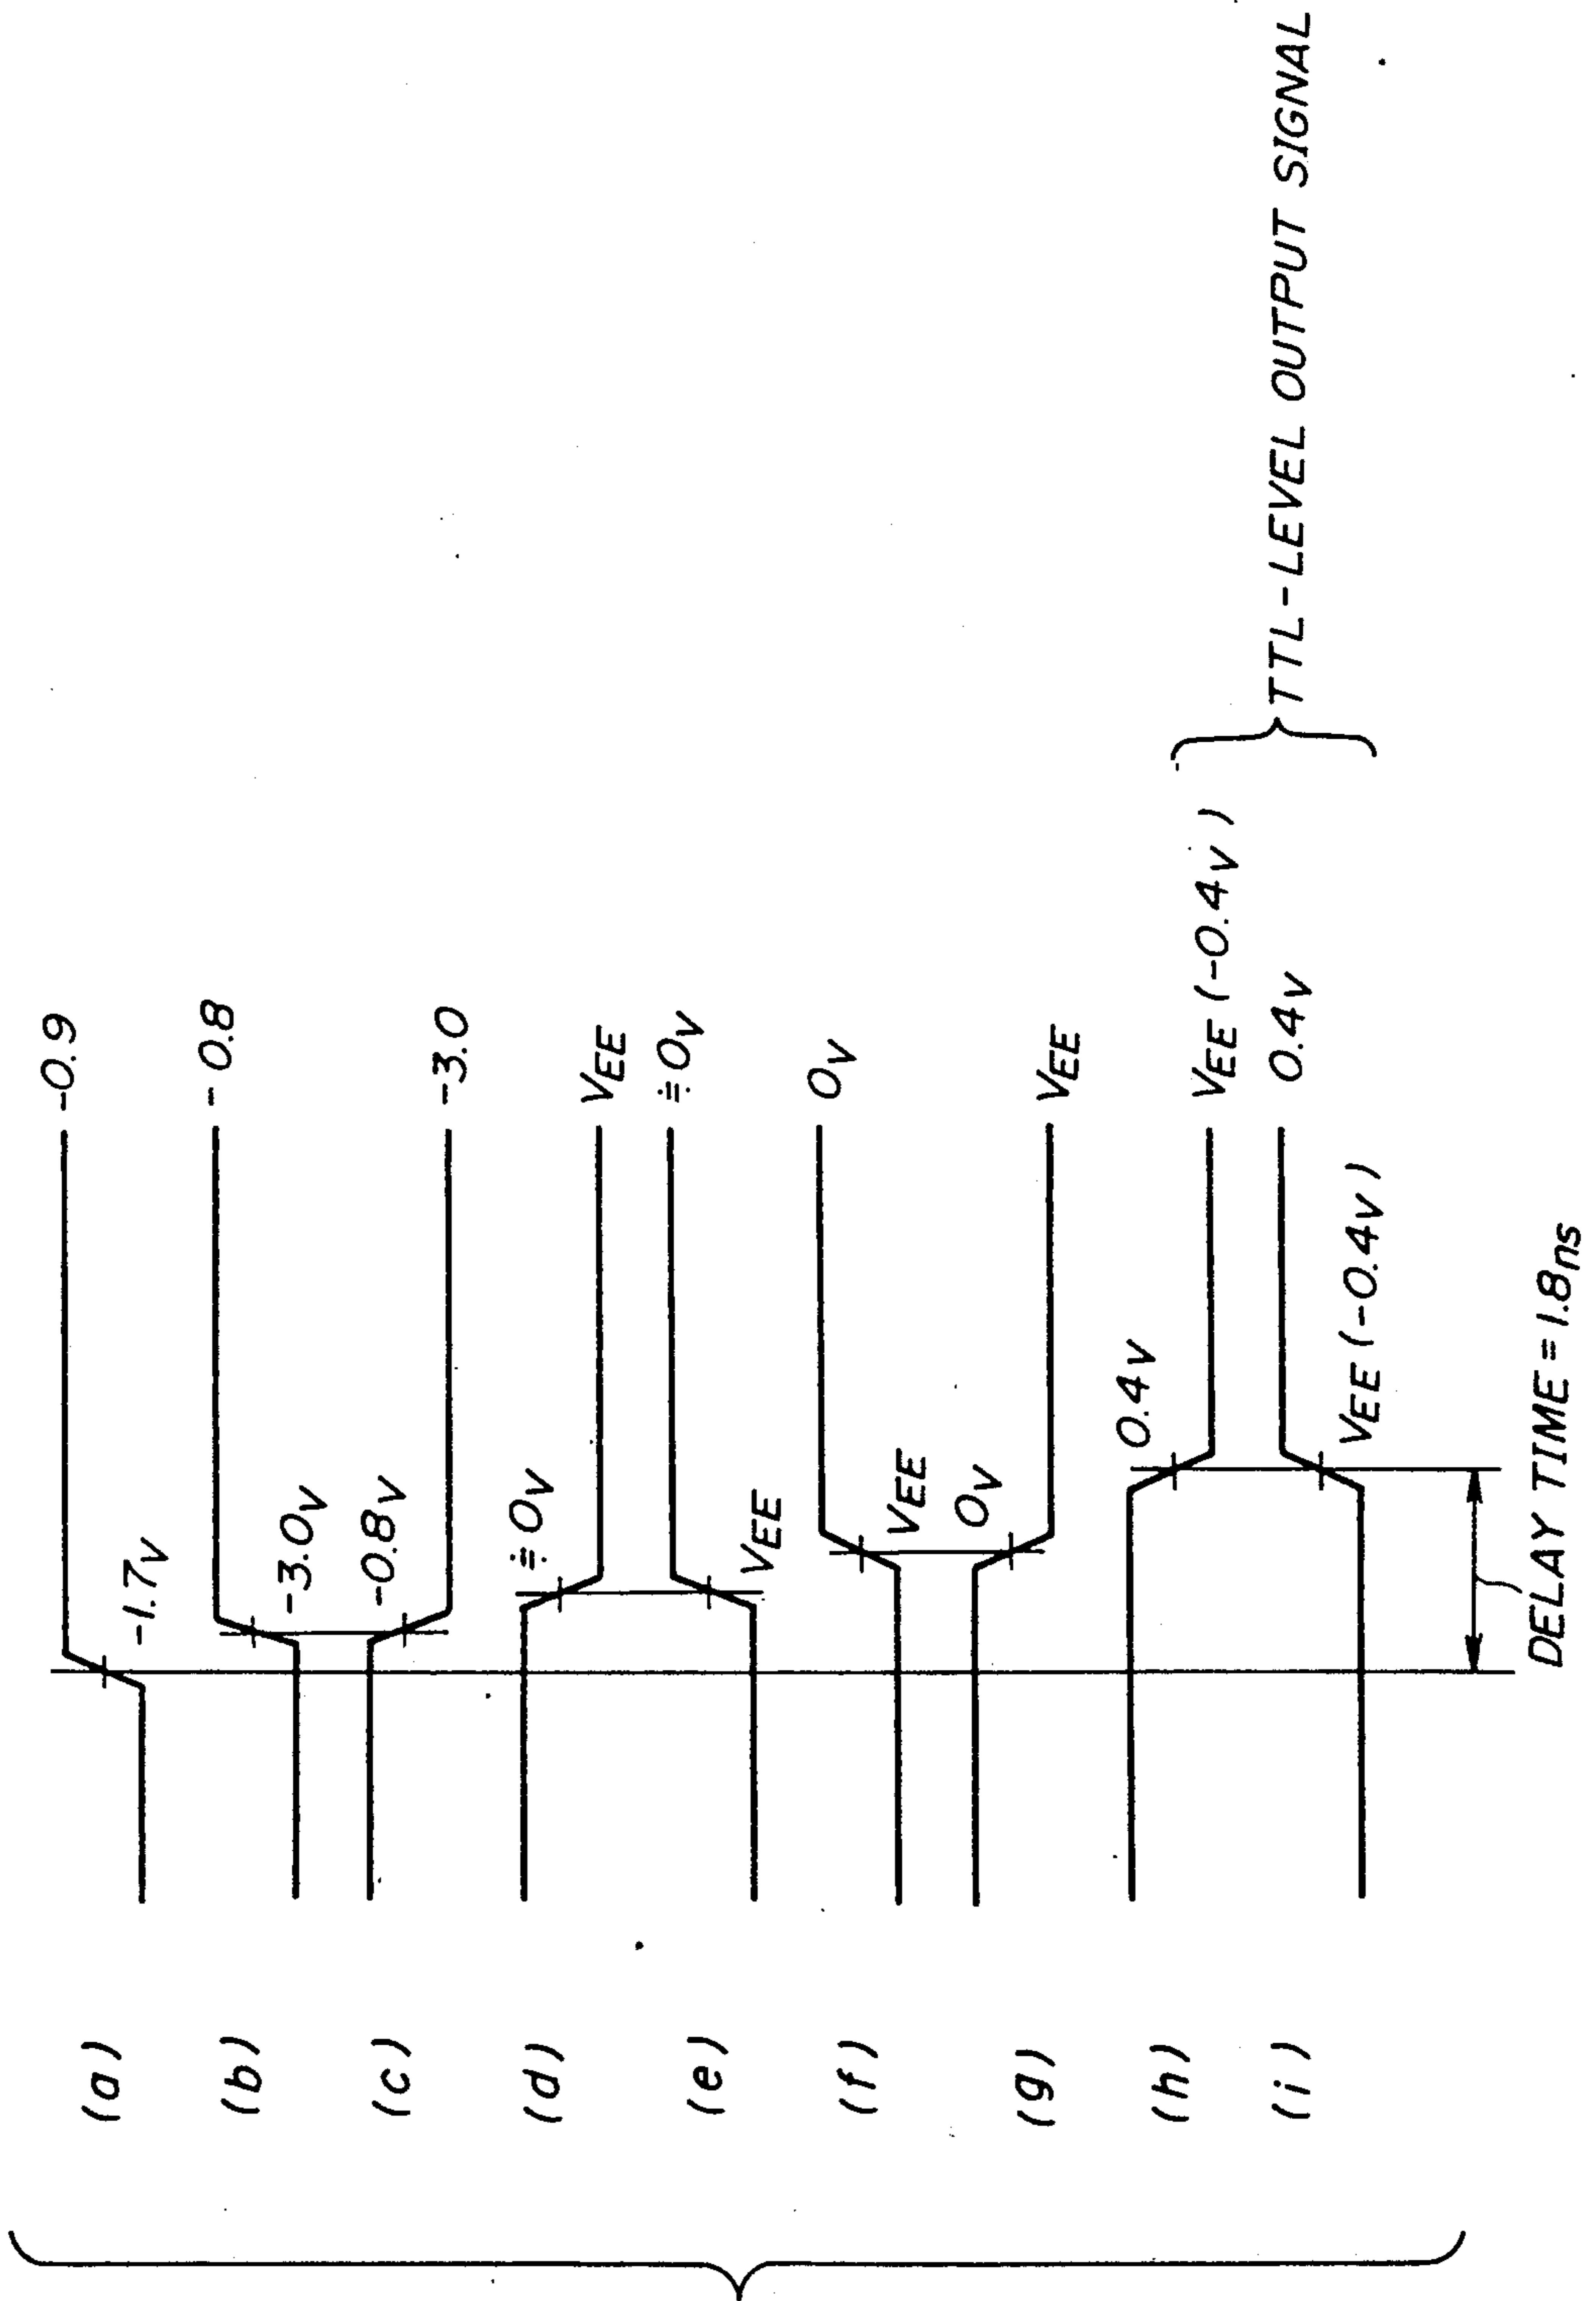 (a) -1.7V -0.9
(b) -3.0V -0.8
(c) -0.8V -3.0
(d) ≒0V VEE
(e) VEE ≒0V
(f) VEE 0V
(g) 0V VEE
(h) 0.4V VEE (-0.4V)
(i) VEE (-0.4V) 0.4V
TTL-LEVEL OUTPUT SIGNAL
DELAY TIME = 1.8ns